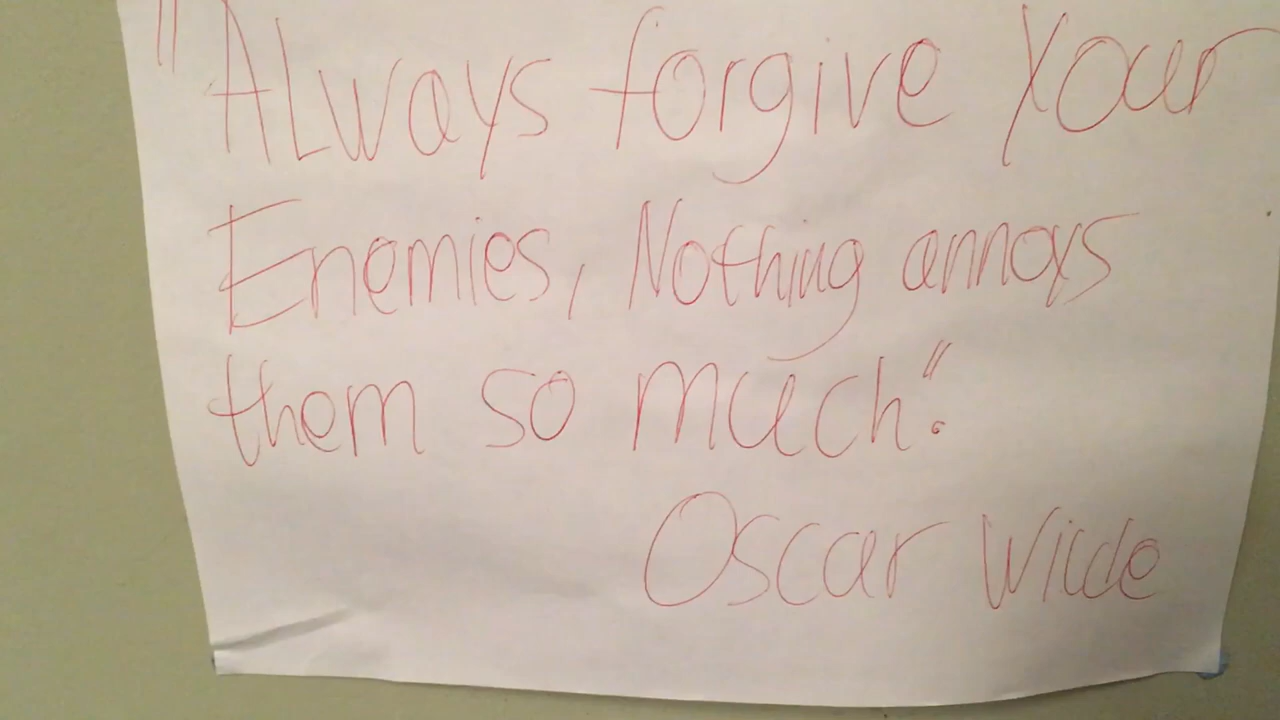 "Always forgive your
Enemies, Nothing annoys
them so much".
Oscar Wilde